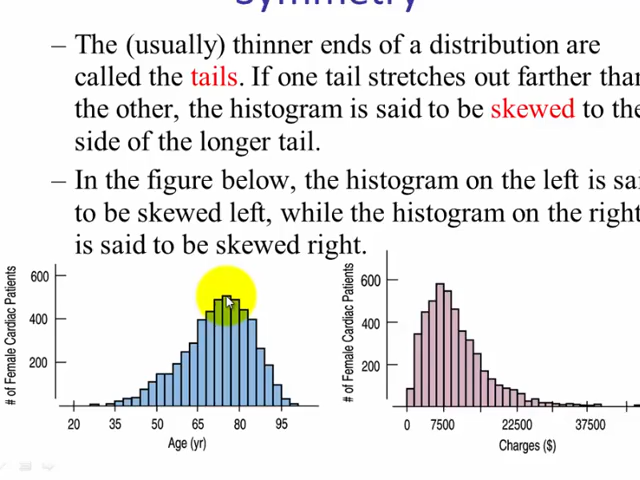 Symmetry
– The (usually) thinner ends of a distribution are
called the tails. If one tail stretches out farther than
the other, the histogram is said to be skewed to the
side of the longer tail.
– In the figure below, the histogram on the left is said
to be skewed left, while the histogram on the right
is said to be skewed right.
# of Female Cardiac Patients
600
400
200
20 35 50 65 80 95
Age (yr)
# of Female Cardiac Patients
600
400
200
0 7500 22500 37500
Charges ($)